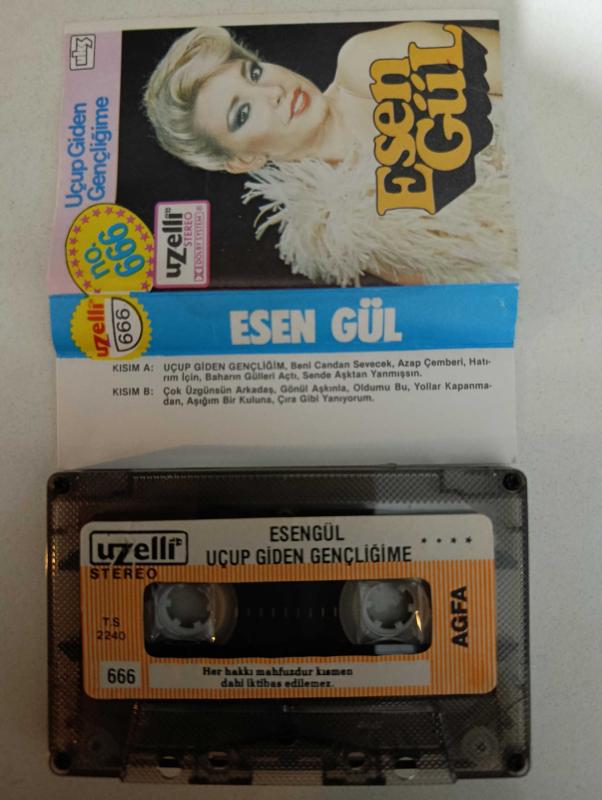 Uçup Giden
Gençliğime
NO.
666
uzelli
STEREO
DOLBY SYSTEM
Esen
GÜL
uzelli
666
ESEN GÜL
KISIM A: UÇUP GİDEN GENÇLİĞİM, Beni Candan Sevecek, Azap Çemberi, Hatı-
rım İçin, Baharın Gülleri Açtı, Sende Aşktan Yanmışsın.
KISIM B: Çok Üzgünsün Arkadaş, Gönül Aşkınla, Oldumu Bu, Yollar Kapanma-
dan, Aşığım Bir Kuluna, Çıra Gibi Yanıyorum.
uzelli
STEREO
ESENGÜL
UÇUP GİDEN GENÇLİĞİME
T.S
2240
AGFA
666
Her hakkı mahfuzdur kısmen
dahi iktibas edilemez.